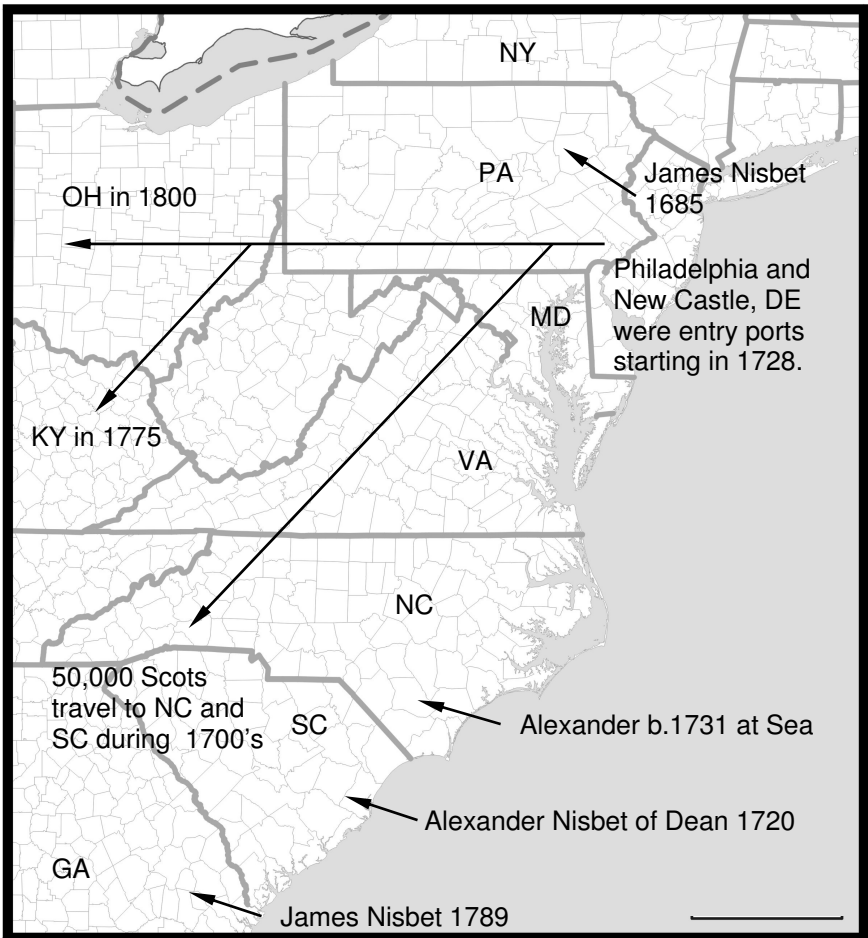 NY
PA
James Nisbet
1685
OH in 1800
Philadelphia and
New Castle, DE
were entry ports
starting in 1728.
MD
KY in 1775
VA
NC
50,000 Scots
travel to NC and
SC during 1700's
SC
Alexander b.1731 at Sea
Alexander Nisbet of Dean 1720
GA
James Nisbet 1789